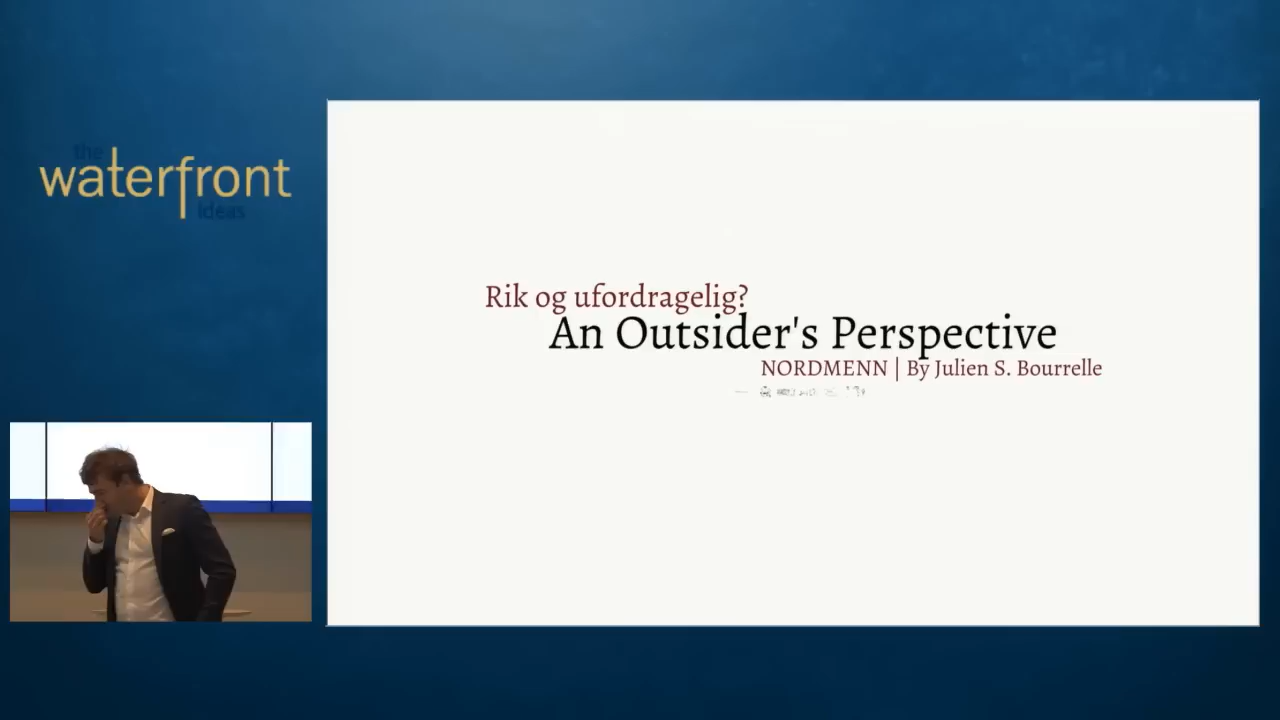 the
waterfront
ideas
Rik og ufordragelig?
An Outsider's Perspective
NORDMENN | By Julien S. Bourrelle